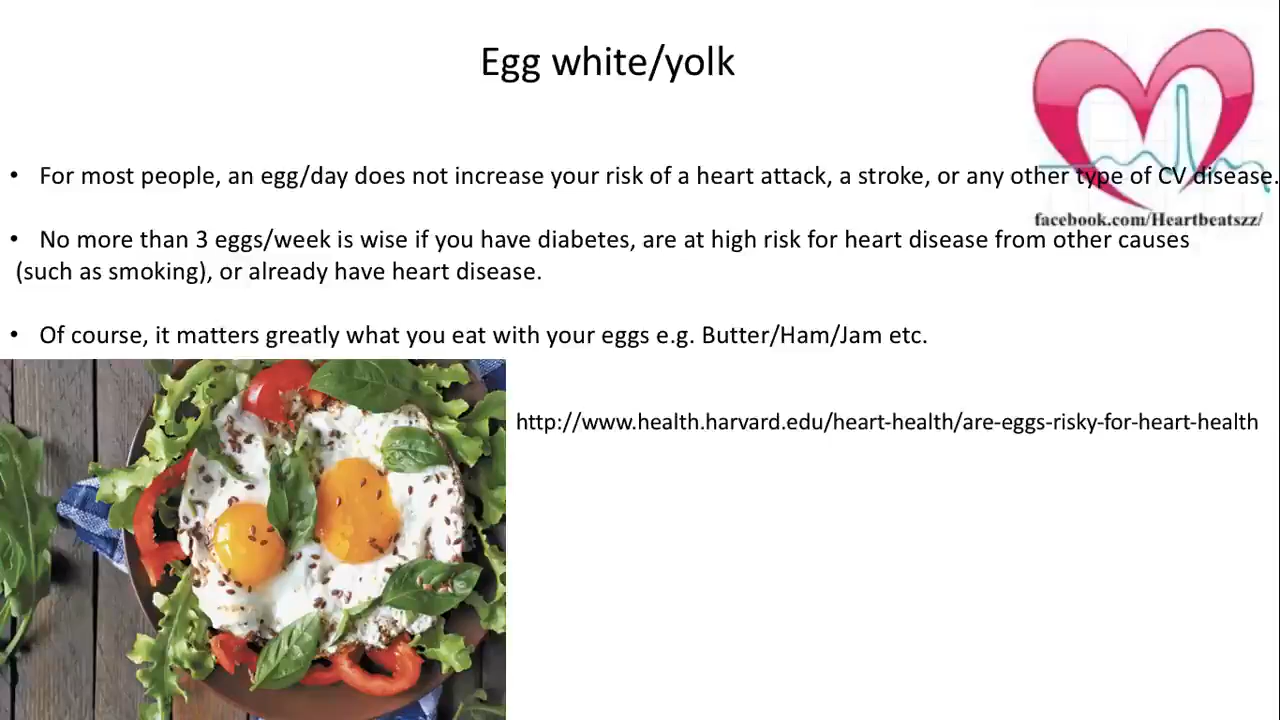 Egg white/yolk
• For most people, an egg/day does not increase your risk of a heart attack, a stroke, or any other type of CV disease.
facebook.com/Heartbeatszz/
• No more than 3 eggs/week is wise if you have diabetes, are at high risk for heart disease from other causes
(such as smoking), or already have heart disease.
• Of course, it matters greatly what you eat with your eggs e.g. Butter/Ham/Jam etc.
http://www.health.harvard.edu/heart-health/are-eggs-risky-for-heart-health